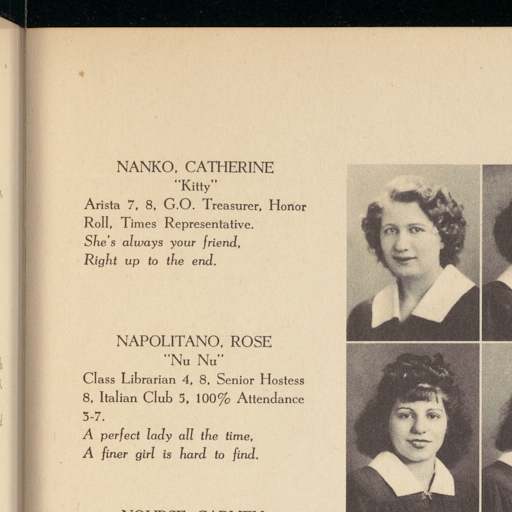 NANKO, CATHERINE
"Kitty"
Arista 7, 8, G.O. Treasurer, Honor
Roll, Times Representative.
She's always your friend,
Right up to the end.
NAPOLITANO, ROSE
"Nu Nu"
Class Librarian 4, 8, Senior Hostess
8, Italian Club 5, 100% Attendance
3-7.
A perfect lady all the time,
A finer girl is hard to find.